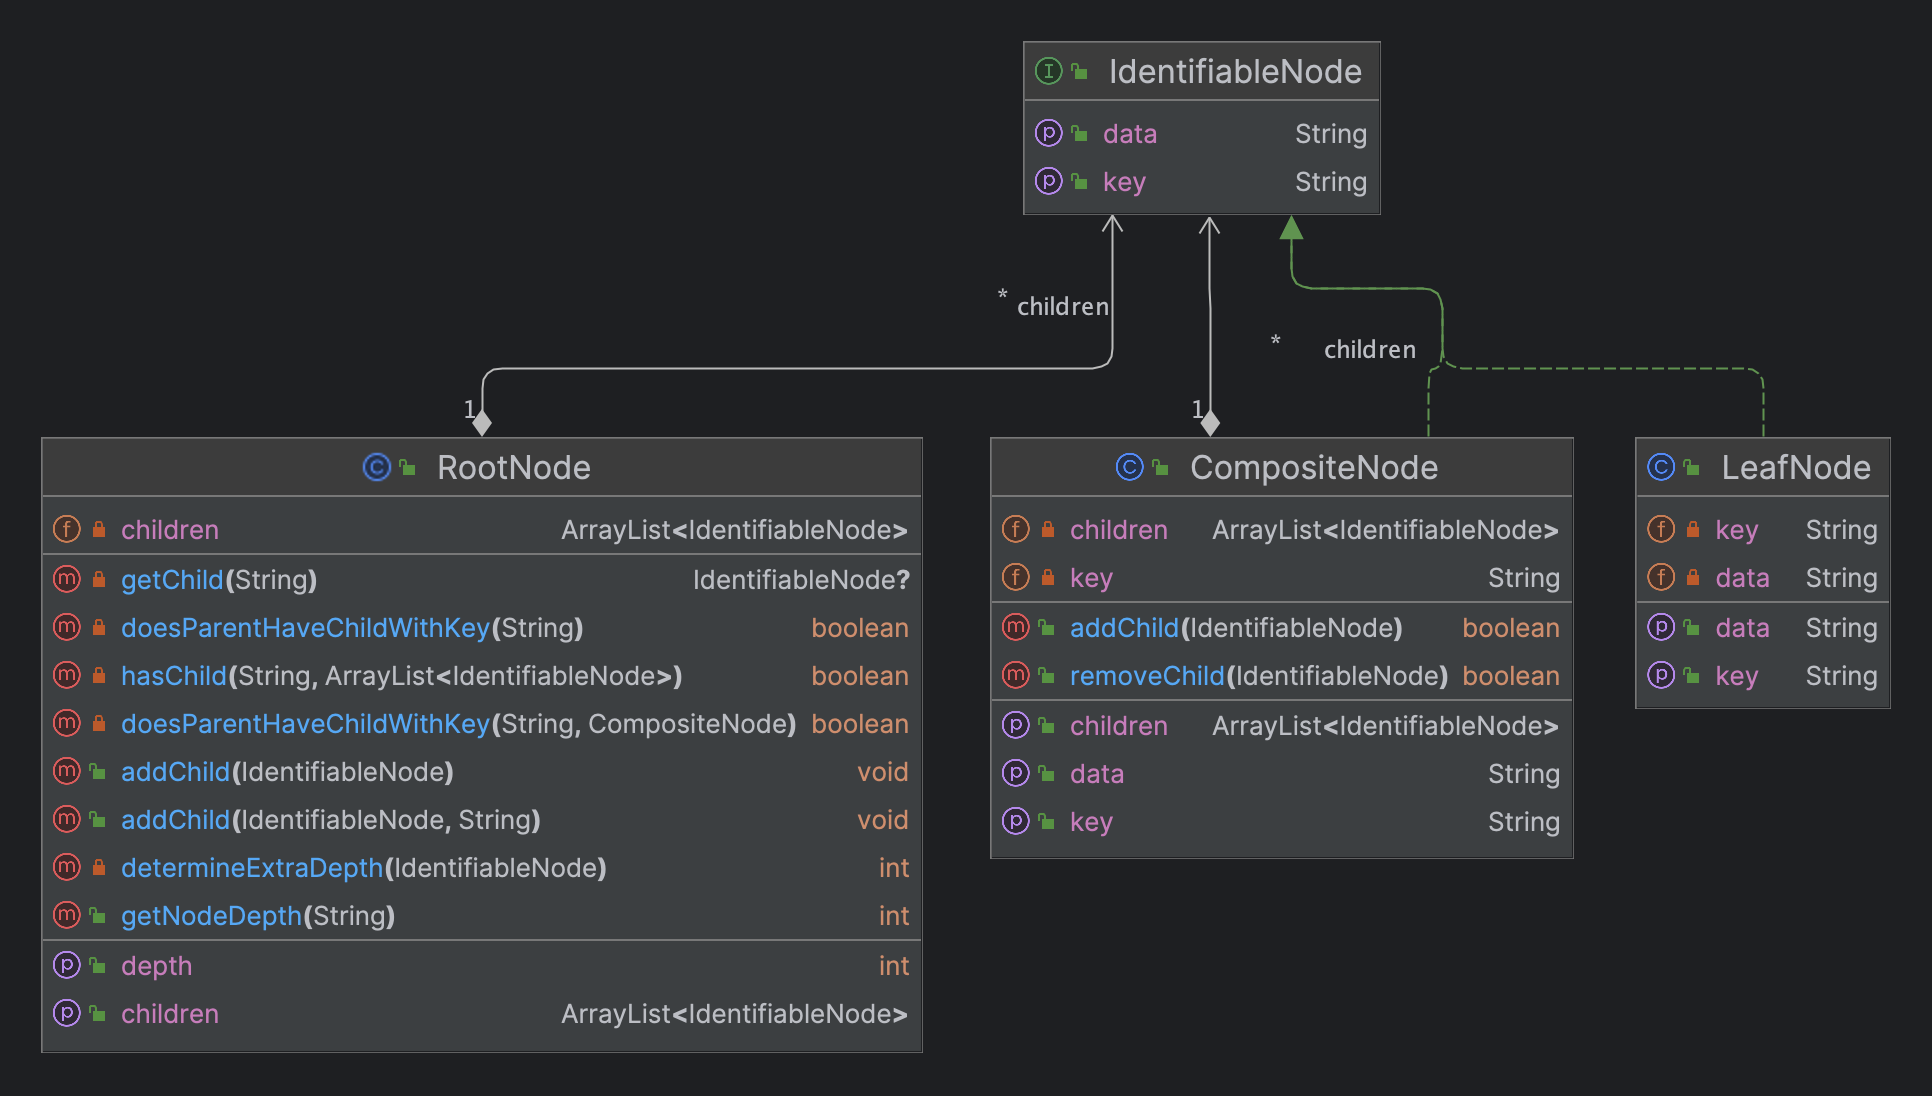 I IdentifiableNode
p data String
p key String
* children
* children
1
1
C RootNode
f children ArrayList<IdentifiableNode>
m getChild(String) IdentifiableNode?
m doesParentHaveChildWithKey(String) boolean
m hasChild(String, ArrayList<IdentifiableNode>) boolean
m doesParentHaveChildWithKey(String, CompositeNode) boolean
m addChild(IdentifiableNode) void
m addChild(IdentifiableNode, String) void
m determineExtraDepth(IdentifiableNode) int
m getNodeDepth(String) int
p depth int
p children ArrayList<IdentifiableNode>
C CompositeNode
f children ArrayList<IdentifiableNode>
f key String
m addChild(IdentifiableNode) boolean
m removeChild(IdentifiableNode) boolean
p children ArrayList<IdentifiableNode>
p data String
p key String
C LeafNode
f key String
f data String
p data String
p key String